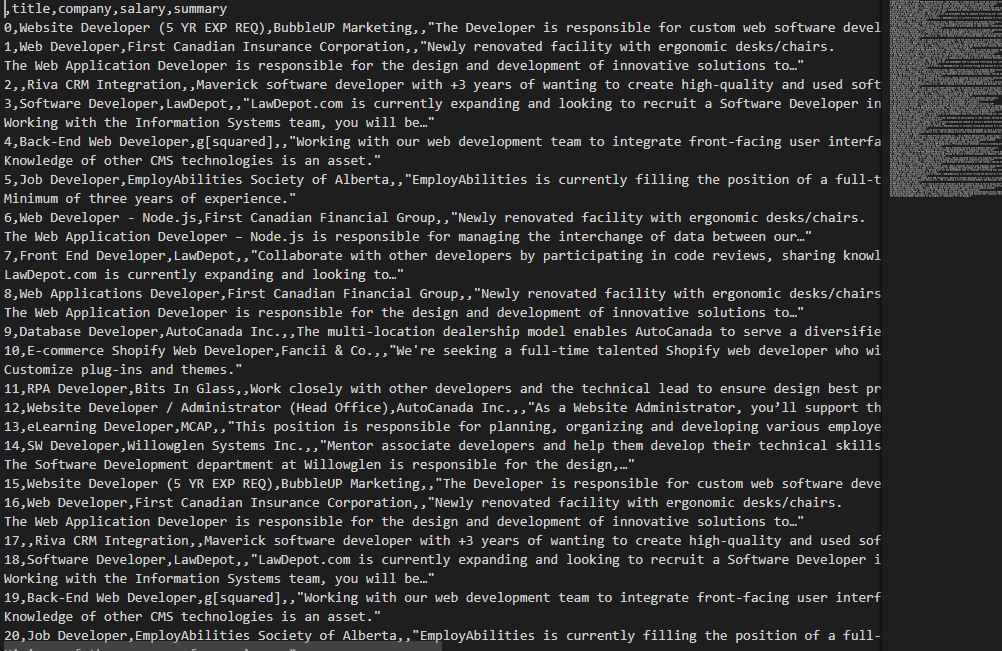 ,title,company,salary,summary
0,Website Developer (5 YR EXP REQ),BubbleUP Marketing,,"The Developer is responsible for custom web software devel
1,Web Developer,First Canadian Insurance Corporation,,"Newly renovated facility with ergonomic desks/chairs.
The Web Application Developer is responsible for the design and development of innovative solutions to…"
2,,Riva CRM Integration,,Maverick software developer with +3 years of wanting to create high-quality and used soft
3,Software Developer,LawDepot,,"LawDepot.com is currently expanding and looking to recruit a Software Developer in
Working with the Information Systems team, you will be…"
4,Back-End Web Developer,g[squared],,"Working with our web development team to integrate front-facing user interfa
Knowledge of other CMS technologies is an asset."
5,Job Developer,EmployAbilities Society of Alberta,,"EmployAbilities is currently filling the position of a full-t
Minimum of three years of experience."
6,Web Developer - Node.js,First Canadian Financial Group,,"Newly renovated facility with ergonomic desks/chairs.
The Web Application Developer – Node.js is responsible for managing the interchange of data between our…"
7,Front End Developer,LawDepot,,"Collaborate with other developers by participating in code reviews, sharing knowl
LawDepot.com is currently expanding and looking to…"
8,Web Applications Developer,First Canadian Financial Group,,"Newly renovated facility with ergonomic desks/chairs
The Web Application Developer is responsible for the design and development of innovative solutions to…"
9,Database Developer,AutoCanada Inc.,,The multi-location dealership model enables AutoCanada to serve a diversifie
10,E-commerce Shopify Web Developer,Fancii & Co.,,"We're seeking a full-time talented Shopify web developer who wi
Customize plug-ins and themes."
11,RPA Developer,Bits In Glass,,Work closely with other developers and the technical lead to ensure design best pr
12,Website Developer / Administrator (Head Office),AutoCanada Inc.,,"As a Website Administrator, you’ll support th
13,eLearning Developer,MCAP,,"This position is responsible for planning, organizing and developing various employe
14,SW Developer,Willowglen Systems Inc.,,"Mentor associate developers and help them develop their technical skills
The Software Development department at Willowglen is responsible for the design,…"
15,Website Developer (5 YR EXP REQ),BubbleUP Marketing,,"The Developer is responsible for custom web software deve
16,Web Developer,First Canadian Insurance Corporation,,"Newly renovated facility with ergonomic desks/chairs.
The Web Application Developer is responsible for the design and development of innovative solutions to…"
17,,Riva CRM Integration,,Maverick software developer with +3 years of wanting to create high-quality and used sof
18,Software Developer,LawDepot,,"LawDepot.com is currently expanding and looking to recruit a Software Developer i
Working with the Information Systems team, you will be…"
19,Back-End Web Developer,g[squared],,"Working with our web development team to integrate front-facing user interf
Knowledge of other CMS technologies is an asset."
20,Job Developer,EmployAbilities Society of Alberta,,"EmployAbilities is currently filling the position of a full-